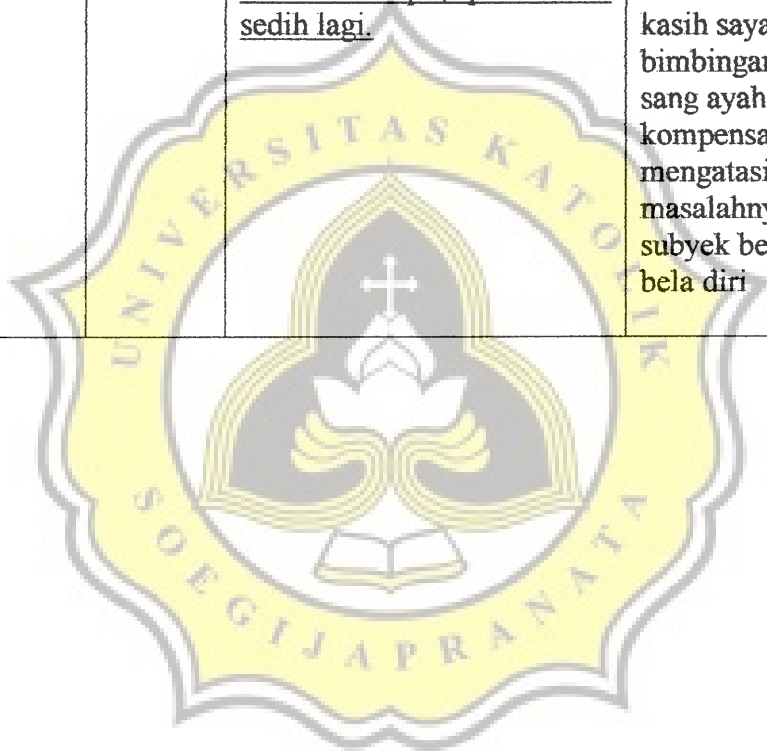 sedih lagi.
kasih saya
bimbingan
sang ayah
kompensa
mengatasi
masalahny
subyek be
bela diri
UNIVERSITAS KATOLIK
SOEGIJAPRANATA